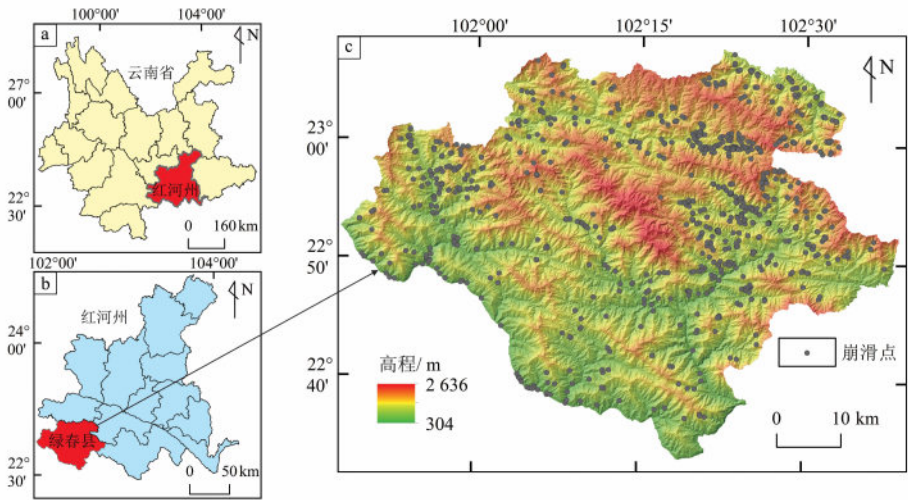 100°00′
104°00′
a
N
云南省
27°
00′
红河州
22°
30′
0 160 km
102°00′
104°00′
b
N
红河州
24°
00′
绿春县
22°
30′
0 50 km
102°00′
102°15′
102°30′
c
N
23°
00′
22°
50′
22°
40′
高程/ m
2 636
304
崩滑点
0 10 km